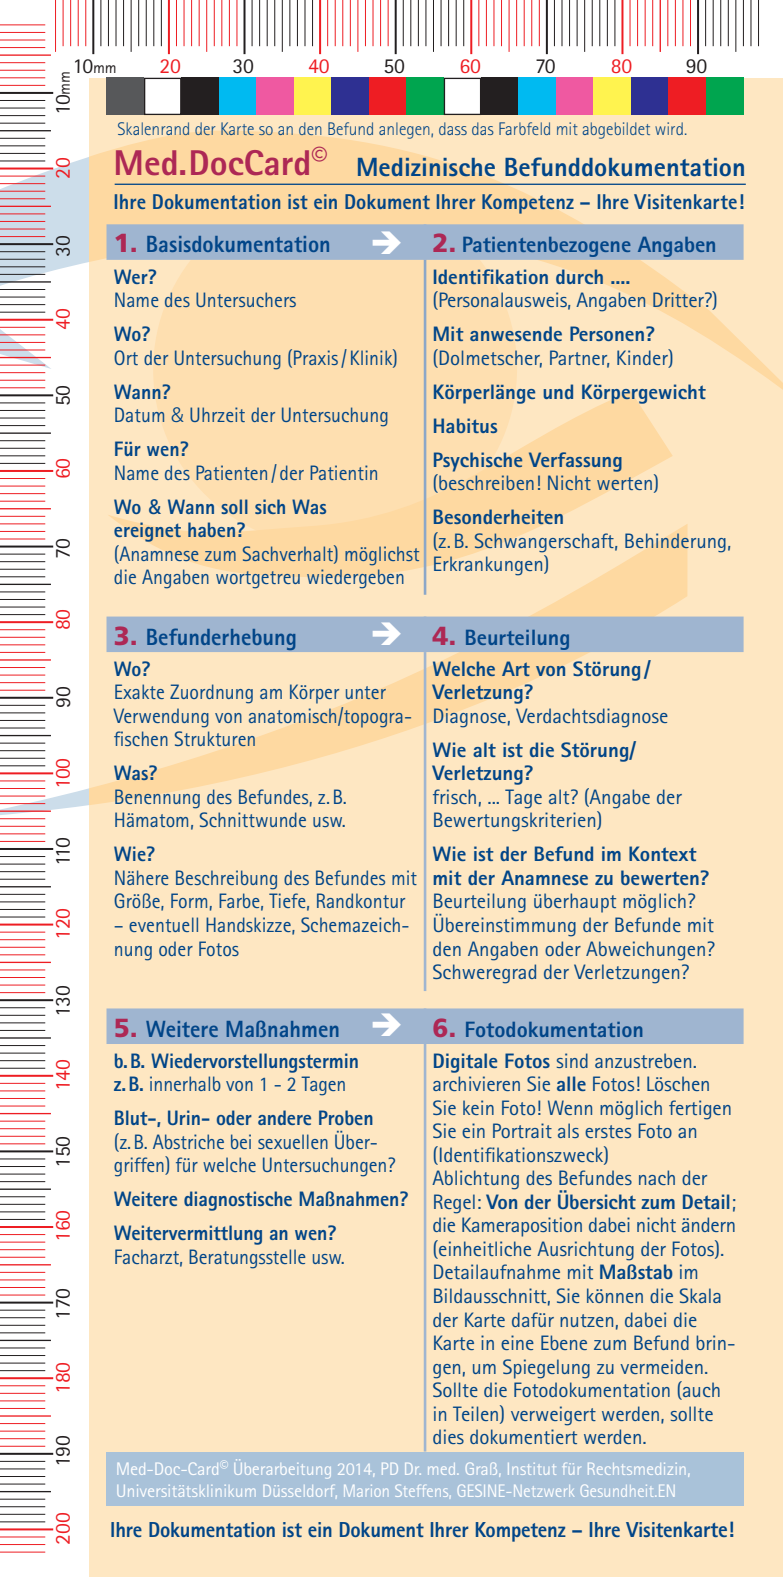 10mm 20 30 40 50 60 70 80 90
10mm
20
30
40
50
60
70
80
90
100
110
120
130
140
150
160
170
180
190
200
Skalenrand der Karte so an den Befund anlegen, dass das Farbfeld mit abgebildet wird.
Med.DocCard© Medizinische Befunddokumentation
Ihre Dokumentation ist ein Dokument Ihrer Kompetenz – Ihre Visitenkarte!
1. Basisdokumentation →
Wer?
Name des Untersuchers
Wo?
Ort der Untersuchung (Praxis/Klinik)
Wann?
Datum & Uhrzeit der Untersuchung
Für wen?
Name des Patienten/der Patientin
Wo & Wann soll sich Was
ereignet haben?
(Anamnese zum Sachverhalt) möglichst
die Angaben wortgetreu wiedergeben
2. Patientenbezogene Angaben
Identifikation durch ....
(Personalausweis, Angaben Dritter?)
Mit anwesende Personen?
(Dolmetscher, Partner, Kinder)
Körperlänge und Körpergewicht
Habitus
Psychische Verfassung
(beschreiben! Nicht werten)
Besonderheiten
(z.B. Schwangerschaft, Behinderung,
Erkrankungen)
3. Befunderhebung →
Wo?
Exakte Zuordnung am Körper unter
Verwendung von anatomisch/topogra-
fischen Strukturen
Was?
Benennung des Befundes, z.B.
Hämatom, Schnittwunde usw.
Wie?
Nähere Beschreibung des Befundes mit
Größe, Form, Farbe, Tiefe, Randkontur
– eventuell Handskizze, Schemazeich-
nung oder Fotos
4. Beurteilung
Welche Art von Störung/
Verletzung?
Diagnose, Verdachtsdiagnose
Wie alt ist die Störung/
Verletzung?
frisch, ... Tage alt? (Angabe der
Bewertungskriterien)
Wie ist der Befund im Kontext
mit der Anamnese zu bewerten?
Beurteilung überhaupt möglich?
Übereinstimmung der Befunde mit
den Angaben oder Abweichungen?
Schweregrad der Verletzungen?
5. Weitere Maßnahmen →
b.B. Wiedervorstellungstermin
z.B. innerhalb von 1 - 2 Tagen
Blut-, Urin- oder andere Proben
(z.B. Abstriche bei sexuellen Über-
griffen) für welche Untersuchungen?
Weitere diagnostische Maßnahmen?
Weitervermittlung an wen?
Facharzt, Beratungsstelle usw.
6. Fotodokumentation
Digitale Fotos sind anzustreben.
archivieren Sie alle Fotos! Löschen
Sie kein Foto! Wenn möglich fertigen
Sie ein Portrait als erstes Foto an
(Identifikationszweck)
Ablichtung des Befundes nach der
Regel: Von der Übersicht zum Detail;
die Kameraposition dabei nicht ändern
(einheitliche Ausrichtung der Fotos).
Detailaufnahme mit Maßstab im
Bildausschnitt, Sie können die Skala
der Karte dafür nutzen, dabei die
Karte in eine Ebene zum Befund brin-
gen, um Spiegelung zu vermeiden.
Sollte die Fotodokumentation (auch
in Teilen) verweigert werden, sollte
dies dokumentiert werden.
Med-Doc-Card© Überarbeitung 2014, PD Dr. med. Graß, Institut für Rechtsmedizin,
Universitätsklinikum Düsseldorf, Marion Steffens, GESINE-Netzwerk Gesundheit.EN
Ihre Dokumentation ist ein Dokument Ihrer Kompetenz – Ihre Visitenkarte!